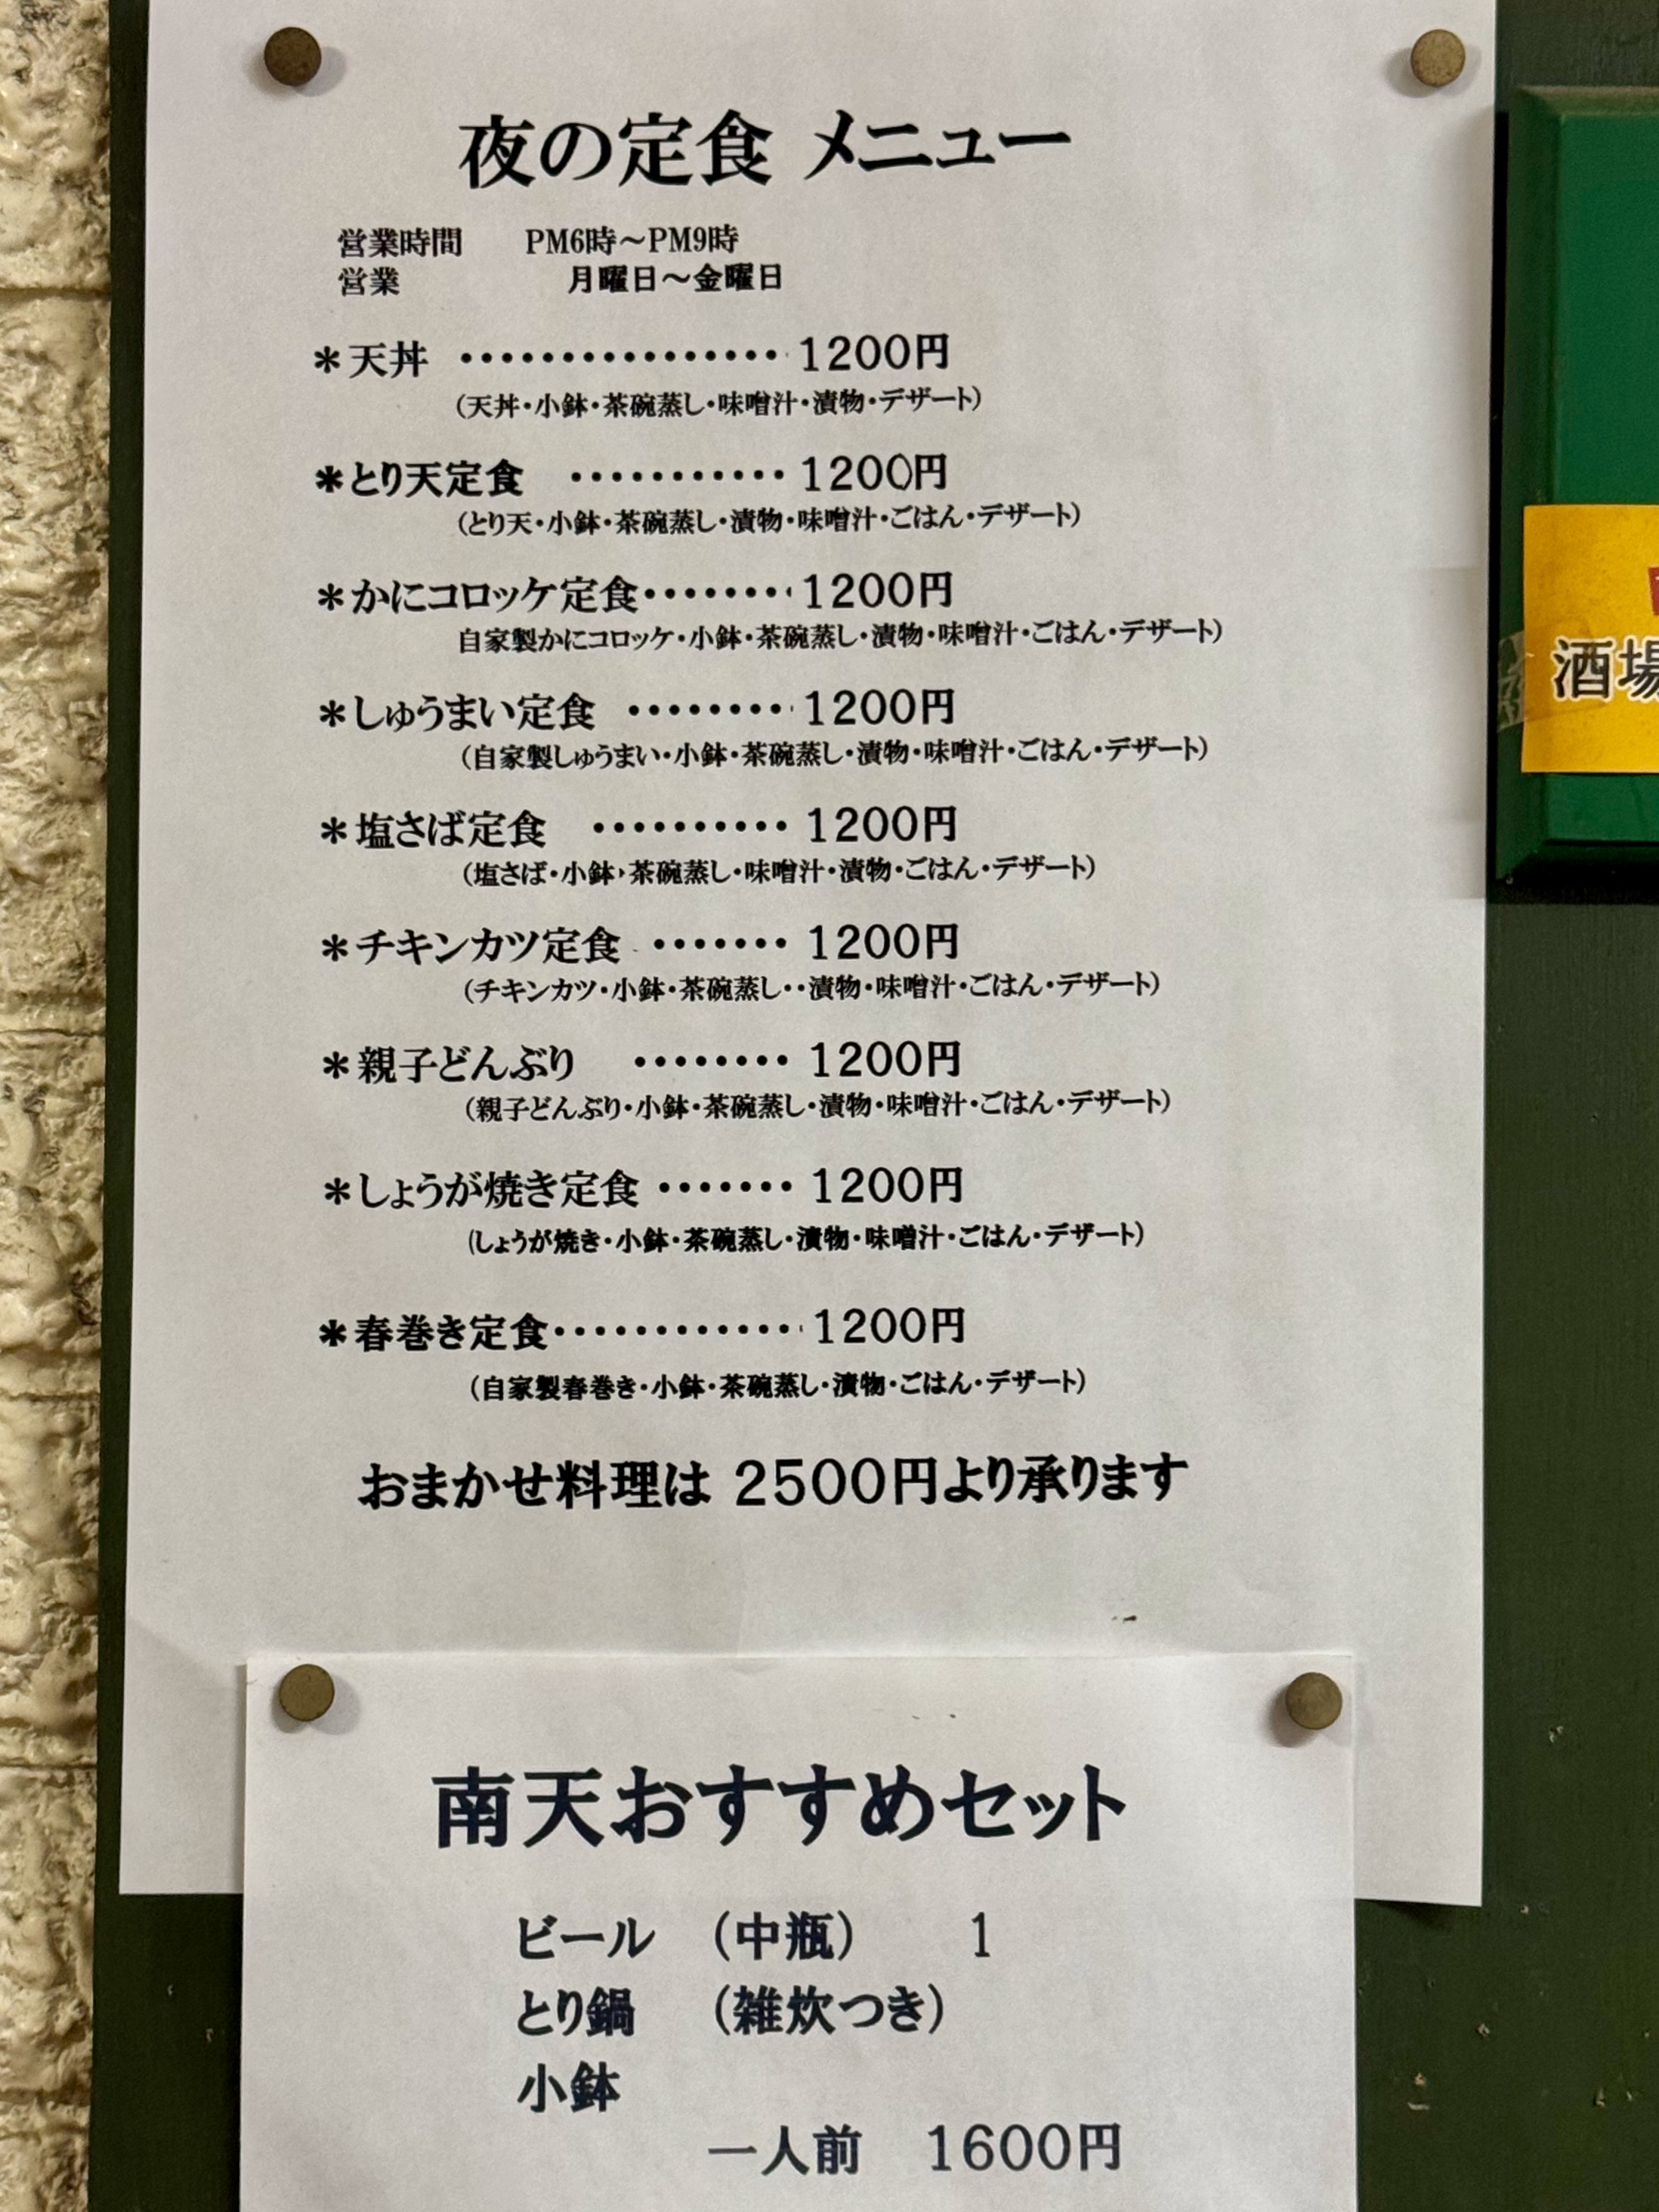 夜の定食 メニュー
営業時間 PM6時～PM9時
営業 月曜日～金曜日
＊天丼 ・・・・・・・・・・・・・・・・ 1200円
（天丼・小鉢・茶碗蒸し・味噌汁・漬物・デザート）
＊とり天定食 ・・・・・・・・・・・ 1200円
（とり天・小鉢・茶碗蒸し・漬物・味噌汁・ごはん・デザート）
＊かにコロッケ定食・・・・・・・・ 1200円
自家製かにコロッケ・小鉢・茶碗蒸し・漬物・味噌汁・ごはん・デザート）
＊しゅうまい定食 ・・・・・・・・ 1200円
（自家製しゅうまい・小鉢・茶碗蒸し・漬物・味噌汁・ごはん・デザート）
＊塩さば定食 ・・・・・・・・・・ 1200円
（塩さば・小鉢・茶碗蒸し・味噌汁・漬物・ごはん・デザート）
＊チキンカツ定食 ・・・・・・・ 1200円
（チキンカツ・小鉢・茶碗蒸し・・漬物・味噌汁・ごはん・デザート）
＊親子どんぶり ・・・・・・・・ 1200円
（親子どんぶり・小鉢・茶碗蒸し・漬物・味噌汁・ごはん・デザート）
＊しょうが焼き定食 ・・・・・・・ 1200円
（しょうが焼き・小鉢・茶碗蒸し・漬物・味噌汁・ごはん・デザート）
＊春巻き定食・・・・・・・・・・・・ 1200円
（自家製春巻き・小鉢・茶碗蒸し・漬物・ごはん・デザート）
おまかせ料理は 2500円より承ります
酒場
南天おすすめセット
ビール （中瓶） 1
とり鍋 （雑炊つき）
小鉢
一人前 1600円